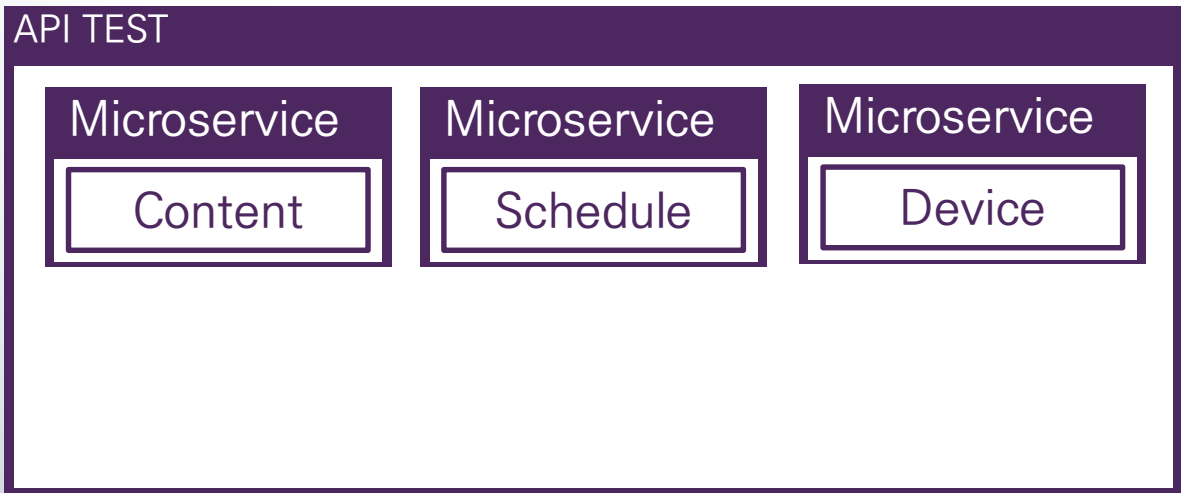 API TEST
Microservice
Microservice
Microservice
Content
Schedule
Device